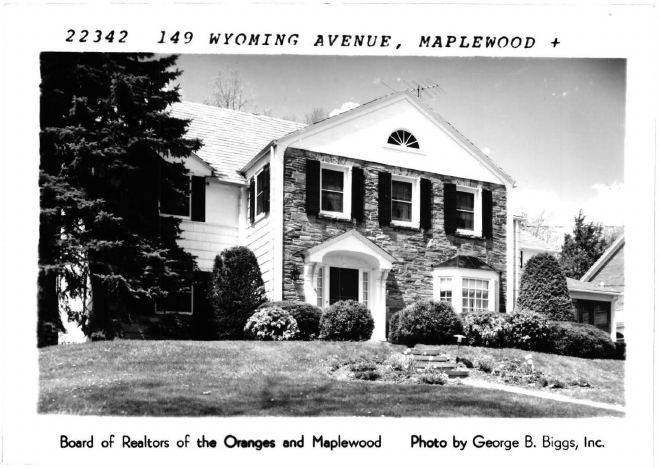 22342 149 WYOMING AVENUE, MAPLEWOOD +
Board of Realtors of the Oranges and Maplewood Photo by George B. Biggs, Inc.